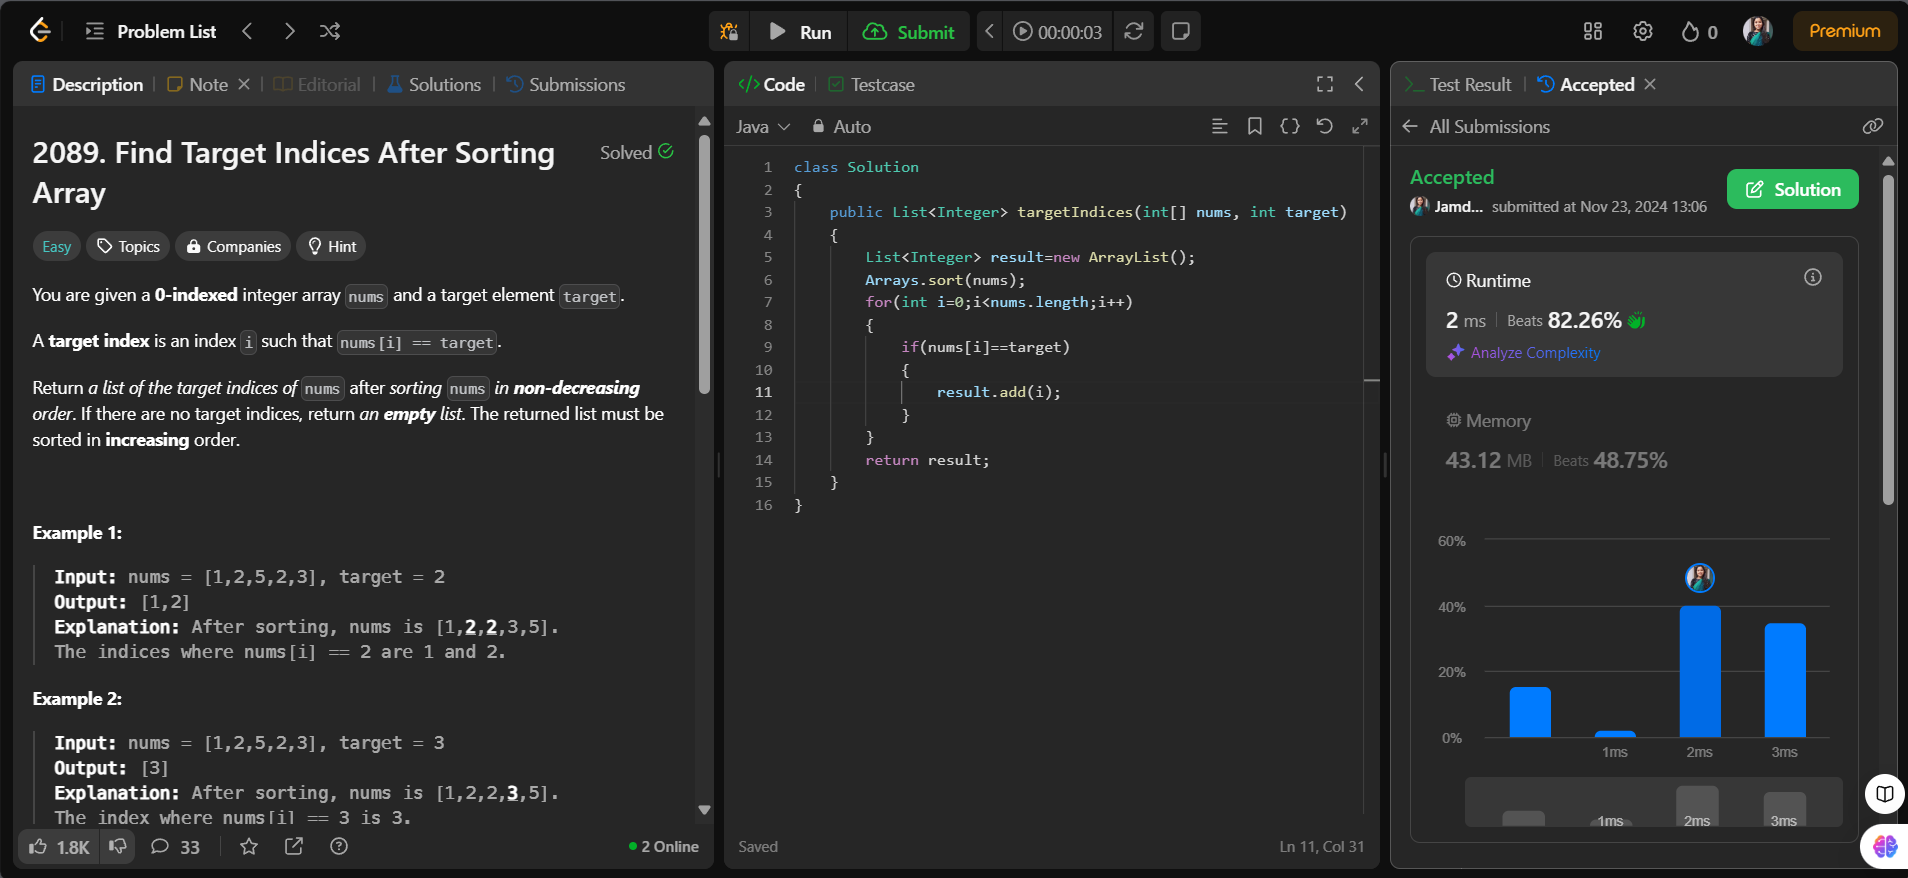 Problem List
Run
Submit
00:00:03
0
Premium
Description
Note
Editorial
Solutions
Submissions
2089. Find Target Indices After Sorting
Array
Solved
Easy
Topics
Companies
Hint
You are given a 0-indexed integer array nums and a target element target.
A target index is an index i such that nums[i] == target.
Return a list of the target indices of nums after sorting nums in non-decreasing
order. If there are no target indices, return an empty list. The returned list must be
sorted in increasing order.
Example 1:
Input: nums = [1,2,5,2,3], target = 2
Output: [1,2]
Explanation: After sorting, nums is [1,2,2,3,5].
The indices where nums[i] == 2 are 1 and 2.
Example 2:
Input: nums = [1,2,5,2,3], target = 3
Output: [3]
Explanation: After sorting, nums is [1,2,2,3,5].
The index where nums[i] == 3 is 3.
1.8K
33
2 Online
Code
Testcase
Java
Auto
1 class Solution
2 {
3 public List<Integer> targetIndices(int[] nums, int target)
4 {
5 List<Integer> result=new ArrayList();
6 Arrays.sort(nums);
7 for(int i=0;i<nums.length;i++)
8 {
9 if(nums[i]==target)
10 {
11 result.add(i);
12 }
13 }
14 return result;
15 }
16 }
Saved
Ln 11, Col 31
Test Result
Accepted
All Submissions
Accepted
Jamd... submitted at Nov 23, 2024 13:06
Solution
Runtime
2 ms Beats 82.26%
Analyze Complexity
Memory
43.12 MB Beats 48.75%
60%
40%
20%
0%
1ms 2ms 3ms
1ms 2ms 3ms